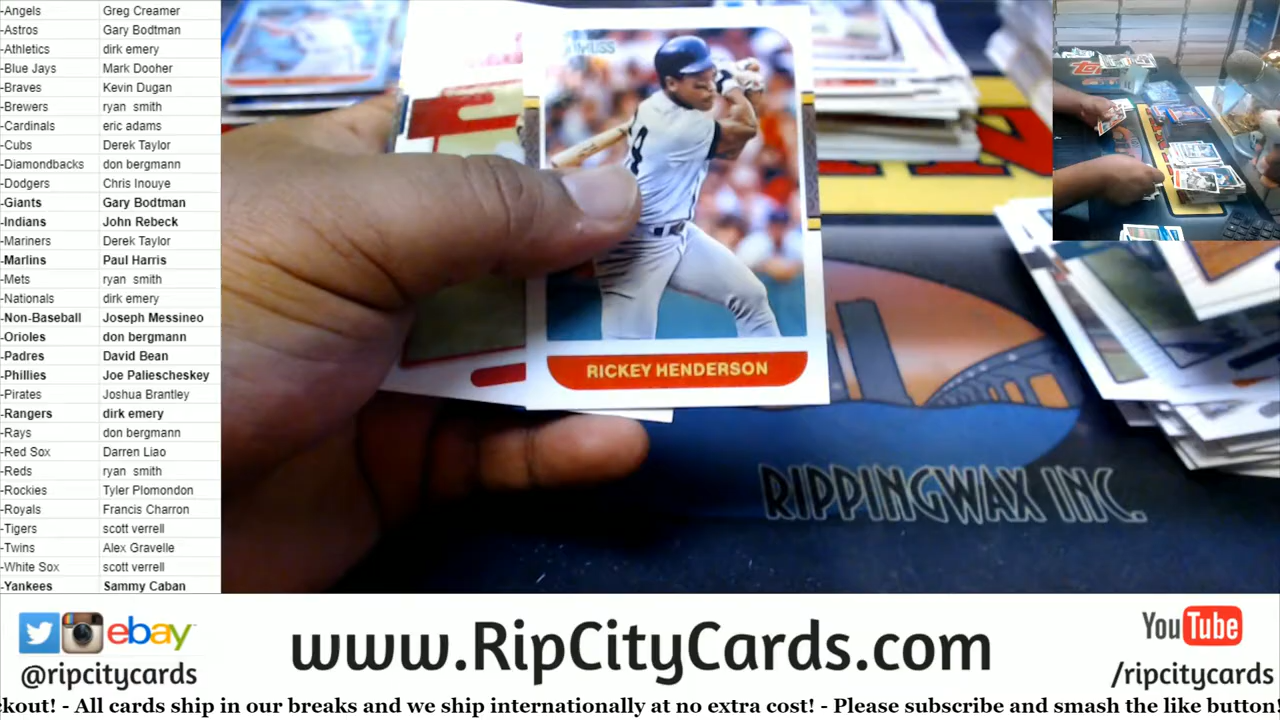 -Angels Greg Creamer
-Astros Gary Bodtman
-Athletics dirk emery
-Blue Jays Mark Dooher
-Braves Kevin Dugan
-Brewers ryan smith
-Cardinals eric adams
-Cubs Derek Taylor
-Diamondbacks don bergmann
-Dodgers Chris Inouye
-Giants Gary Bodtman
-Indians John Rebeck
-Mariners Derek Taylor
-Marlins Paul Harris
-Mets ryan smith
-Nationals dirk emery
-Non-Baseball Joseph Messineo
-Orioles don bergmann
-Padres David Bean
-Phillies Joe Paliescheskey
-Pirates Joshua Brantley
-Rangers dirk emery
-Rays don bergmann
-Red Sox Darren Liao
-Reds ryan smith
-Rockies Tyler Plomondon
-Royals Francis Charron
-Tigers scott verrell
-Twins Alex Gravelle
-White Sox scott verrell
-Yankees Sammy Caban
RICKEY HENDERSON
RIPPINGWAX INC.
ebay
@ripcitycards
www.RipCityCards.com
YouTube
/ripcitycards
ckout! - All cards ship in our breaks and we ship internationally at no extra cost! - Please subscribe and smash the like button!